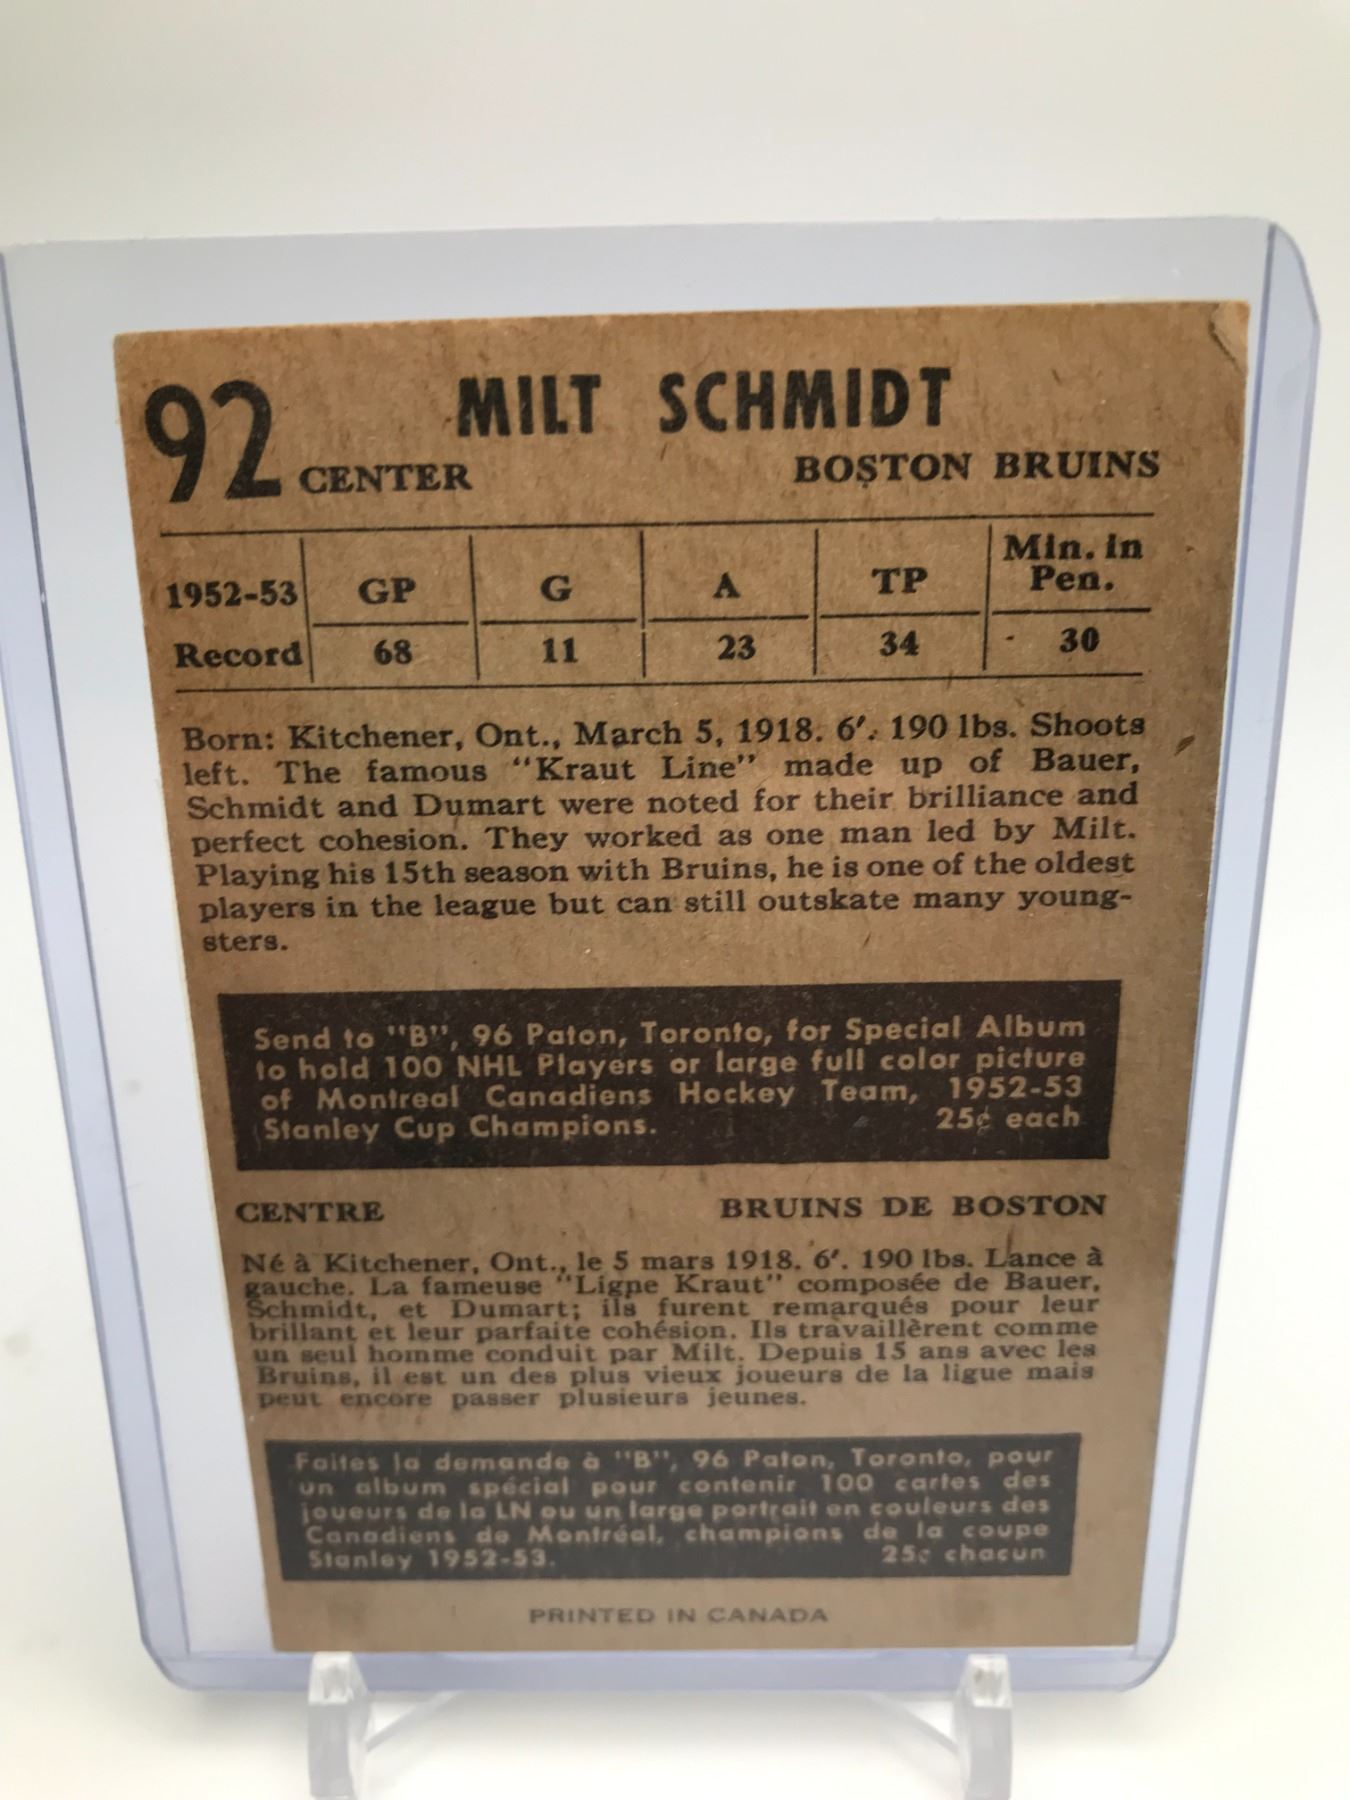 92 MILT SCHMIDT
CENTER BOSTON BRUINS
1952-53 GP G A TP Min. in Pen.
Record 68 11 23 34 30
Born: Kitchener, Ont., March 5, 1918. 6'. 190 lbs. Shoots
left. The famous "Kraut Line" made up of Bauer,
Schmidt and Dumart were noted for their brilliance and
perfect cohesion. They worked as one man led by Milt.
Playing his 15th season with Bruins, he is one of the oldest
players in the league but can still outskate many young-
sters.
Send to "B", 96 Paton, Toronto, for Special Album
to hold 100 NHL Players or large full color picture
of Montreal Canadiens Hockey Team, 1952-53
Stanley Cup Champions. 25¢ each
CENTRE BRUINS DE BOSTON
Né à Kitchener, Ont., le 5 mars 1918. 6'. 190 lbs. Lance à
gauche. La fameuse "Ligne Kraut" composée de Bauer,
Schmidt, et Dumart; ils furent remarqués pour leur
brillant et leur parfaite cohésion. Ils travaillèrent comme
un seul homme conduit par Milt. Depuis 15 ans avec les
Bruins, il est un des plus vieux joueurs de la ligue mais
peut encore passer plusieurs jeunes.
Faites la demande à "B", 96 Paton, Toronto, pour
un album spécial pour contenir 100 cartes des
joueurs de la LN ou un large portrait en couleurs des
Canadiens de Montréal, champions de la coupe
Stanley 1952-53. 25¢ chacun
PRINTED IN CANADA